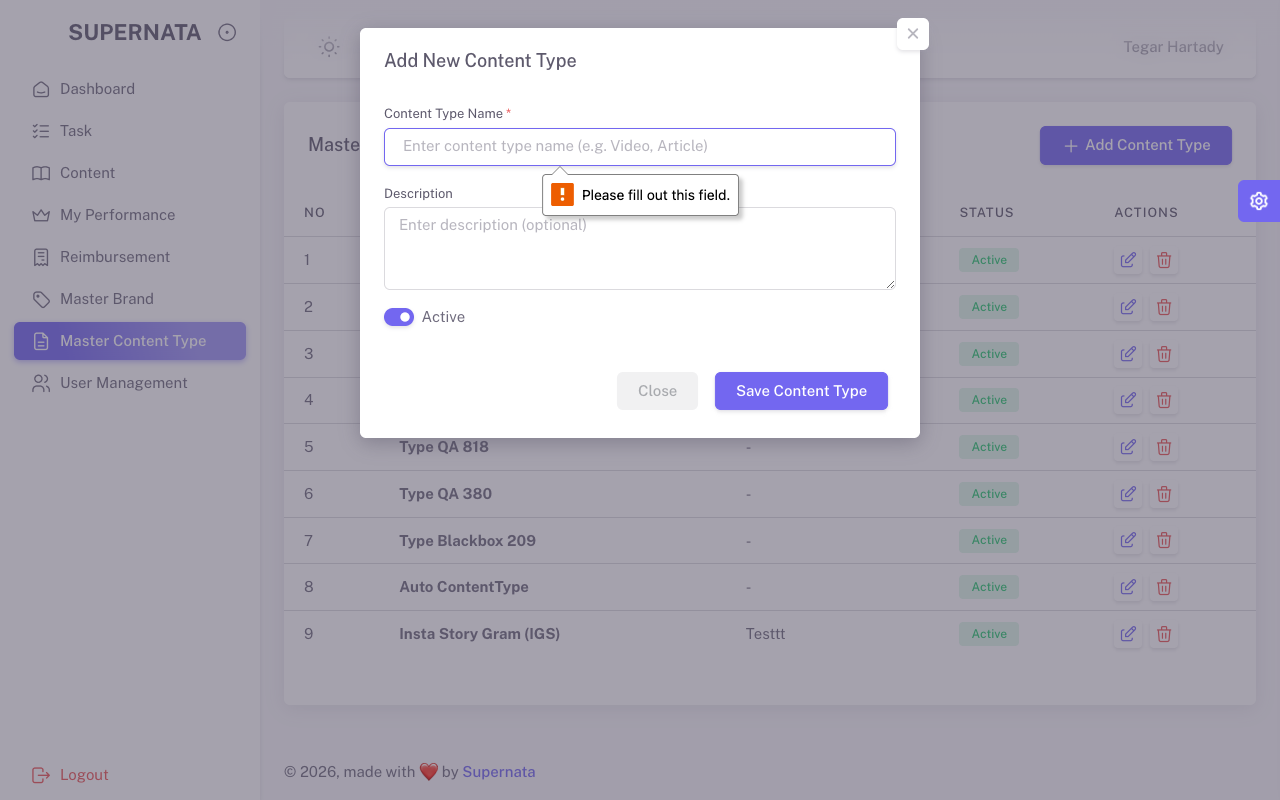 SUPERNATA
Dashboard
Task
Content
My Performance
Reimbursement
Master Brand
Master Content Type
User Management
Logout
Tegar Hartady
Maste
Add Content Type
Add New Content Type
Content Type Name *
Enter content type name (e.g. Video, Article)
Please fill out this field.
Description
Enter description (optional)
Active
Close
Save Content Type
NO STATUS ACTIONS
1 Active
2 Active
3 Active
4 Active
5 Type QA 818 - Active
6 Type QA 380 - Active
7 Type Blackbox 209 - Active
8 Auto ContentType - Active
9 Insta Story Gram (IGS) Testtt Active
© 2026, made with ❤️ by Supernata